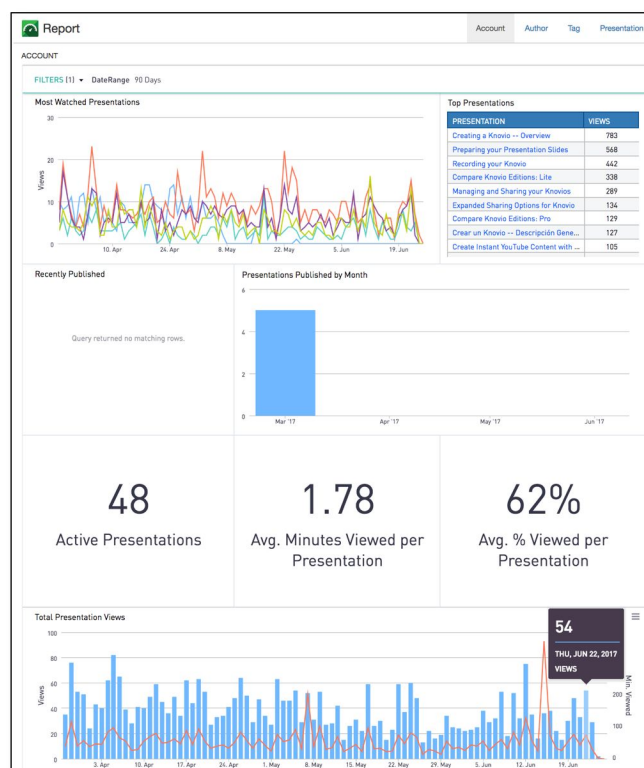 Report
Account Author Tag Presentation
ACCOUNT
FILTERS (1) DateRange 90 Days
Most Watched Presentations
30
20
10
0
Views
10. Apr 24. Apr 8. May 22. May 5. Jun 19. Jun
Top Presentations
PRESENTATION VIEWS
Creating a Knovio -- Overview 783
Preparing your Presentation Slides 568
Recording your Knovio 442
Compare Knovio Editions: Lite 338
Managing and Sharing your Knovios 289
Expanded Sharing Options for Knovio 134
Compare Knovio Editions: Pro 129
Crear un Knovio -- Descripción Gene... 127
Create Instant YouTube Content with ... 105
Recently Published
Query returned no matching rows.
Presentations Published by Month
6
4
2
0
Mar '17 Apr '17 May '17 Jun '17
48
Active Presentations
1.78
Avg. Minutes Viewed per
Presentation
62%
Avg. % Viewed per
Presentation
Total Presentation Views
100
80
60
40
20
0
Views
3. Apr 10. Apr 17. Apr 24. Apr 1. May 8. May 15. May 22. May 29. May 5. Jun 12. Jun 19. Jun
200
100
0
Min. Viewed
54
THU, JUN 22, 2017
VIEWS